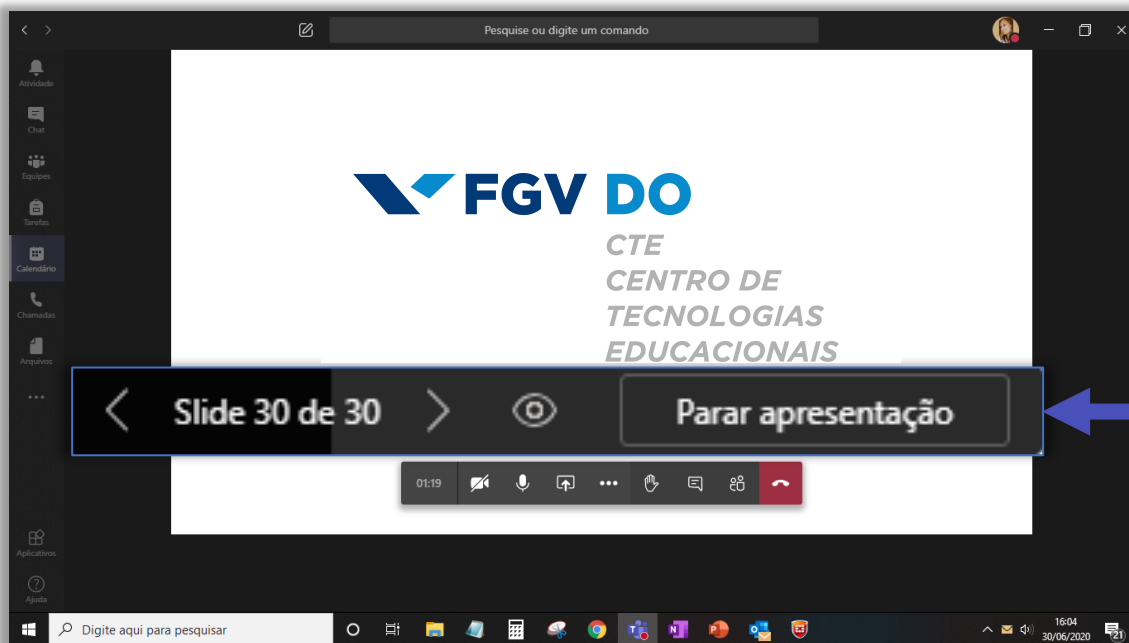 Pesquise ou digite um comando
Atividade
Chat
Equipes
Tarefas
Calendário
Chamadas
Arquivos
Aplicativos
Ajuda
FGV DO
CTE
CENTRO DE
TECNOLOGIAS
EDUCACIONAIS
Slide 30 de 30
Parar apresentação
01:19
Digite aqui para pesquisar
16:04
30/06/2020
21